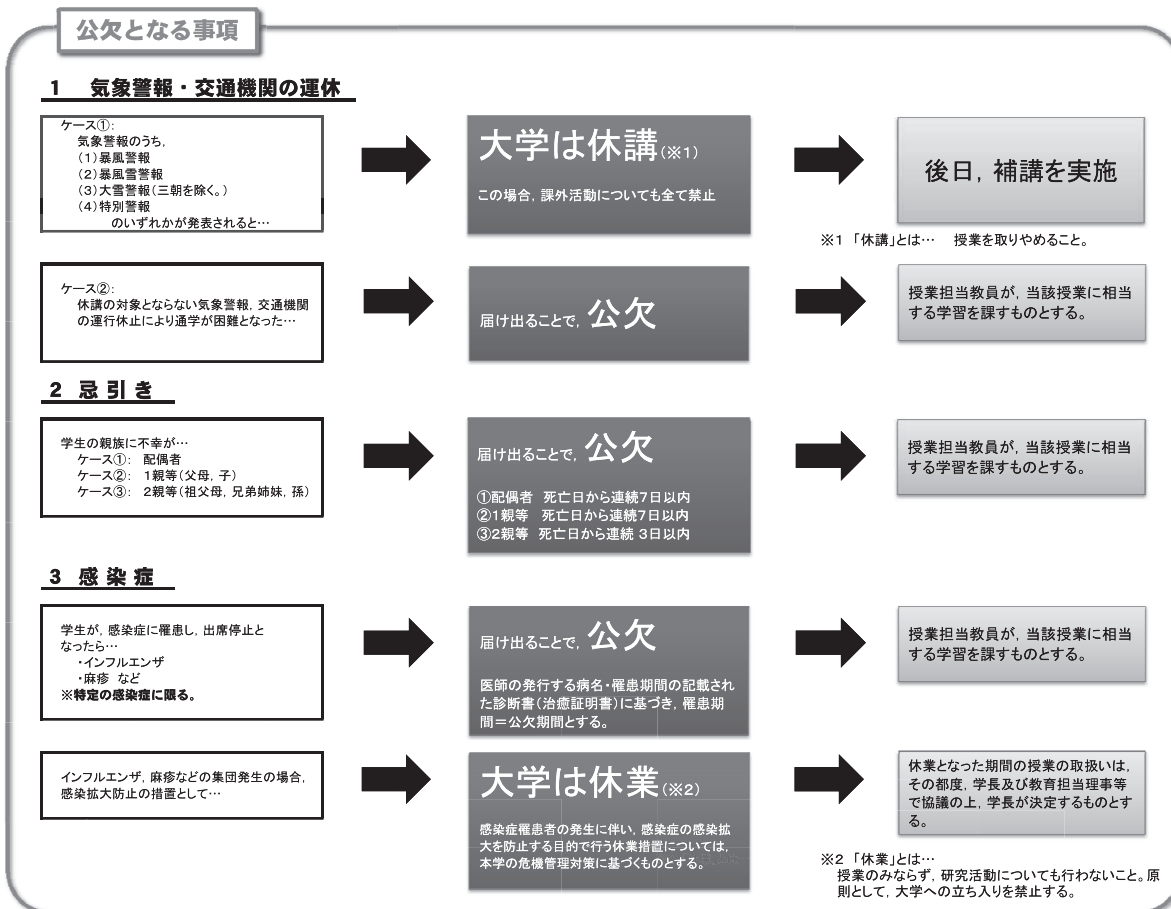 公欠となる事項
1 気象警報・交通機関の運休
ケース①:
気象警報のうち,
(1)暴風警報
(2)暴風雪警報
(3)大雪警報(三朝を除く。)
(4)特別警報
のいずれかが発表されると…
大学は休講(※1)
この場合, 課外活動についても全て禁止
後日, 補講を実施
※1 「休講」とは… 授業を取りやめること。
ケース②:
休講の対象とならない気象警報, 交通機関
の運行休止により通学が困難となった…
届け出ることで, 公欠
授業担当教員が, 当該授業に相当
する学習を課すものとする。
2 忌引き
学生の親族に不幸が…
ケース①: 配偶者
ケース②: 1親等(父母, 子)
ケース③: 2親等(祖父母, 兄弟姉妹, 孫)
届け出ることで, 公欠
①配偶者 死亡日から連続7日以内
②1親等 死亡日から連続7日以内
③2親等 死亡日から連続 3日以内
授業担当教員が, 当該授業に相当
する学習を課すものとする。
3 感染症
学生が, 感染症に罹患し, 出席停止と
なったら…
・インフルエンザ
・麻疹 など
※特定の感染症に限る。
届け出ることで, 公欠
医師の発行する病名・罹患期間の記載され
た診断書(治癒証明書)に基づき, 罹患期
間=公欠期間とする。
授業担当教員が, 当該授業に相当
する学習を課すものとする。
インフルエンザ, 麻疹などの集団発生の場合,
感染拡大防止の措置として…
大学は休業(※2)
感染症罹患者の発生に伴い, 感染症の感染拡
大を防止する目的で行う休業措置については,
本学の危機管理対策に基づくものとする。
休業となった期間の授業の取扱いは,
その都度, 学長及び教育担当理事等
で協議の上, 学長が決定するものとす
る。
※2 「休業」とは…
授業のみならず, 研究活動についても行わないこと。原
則として, 大学への立ち入りを禁止する。